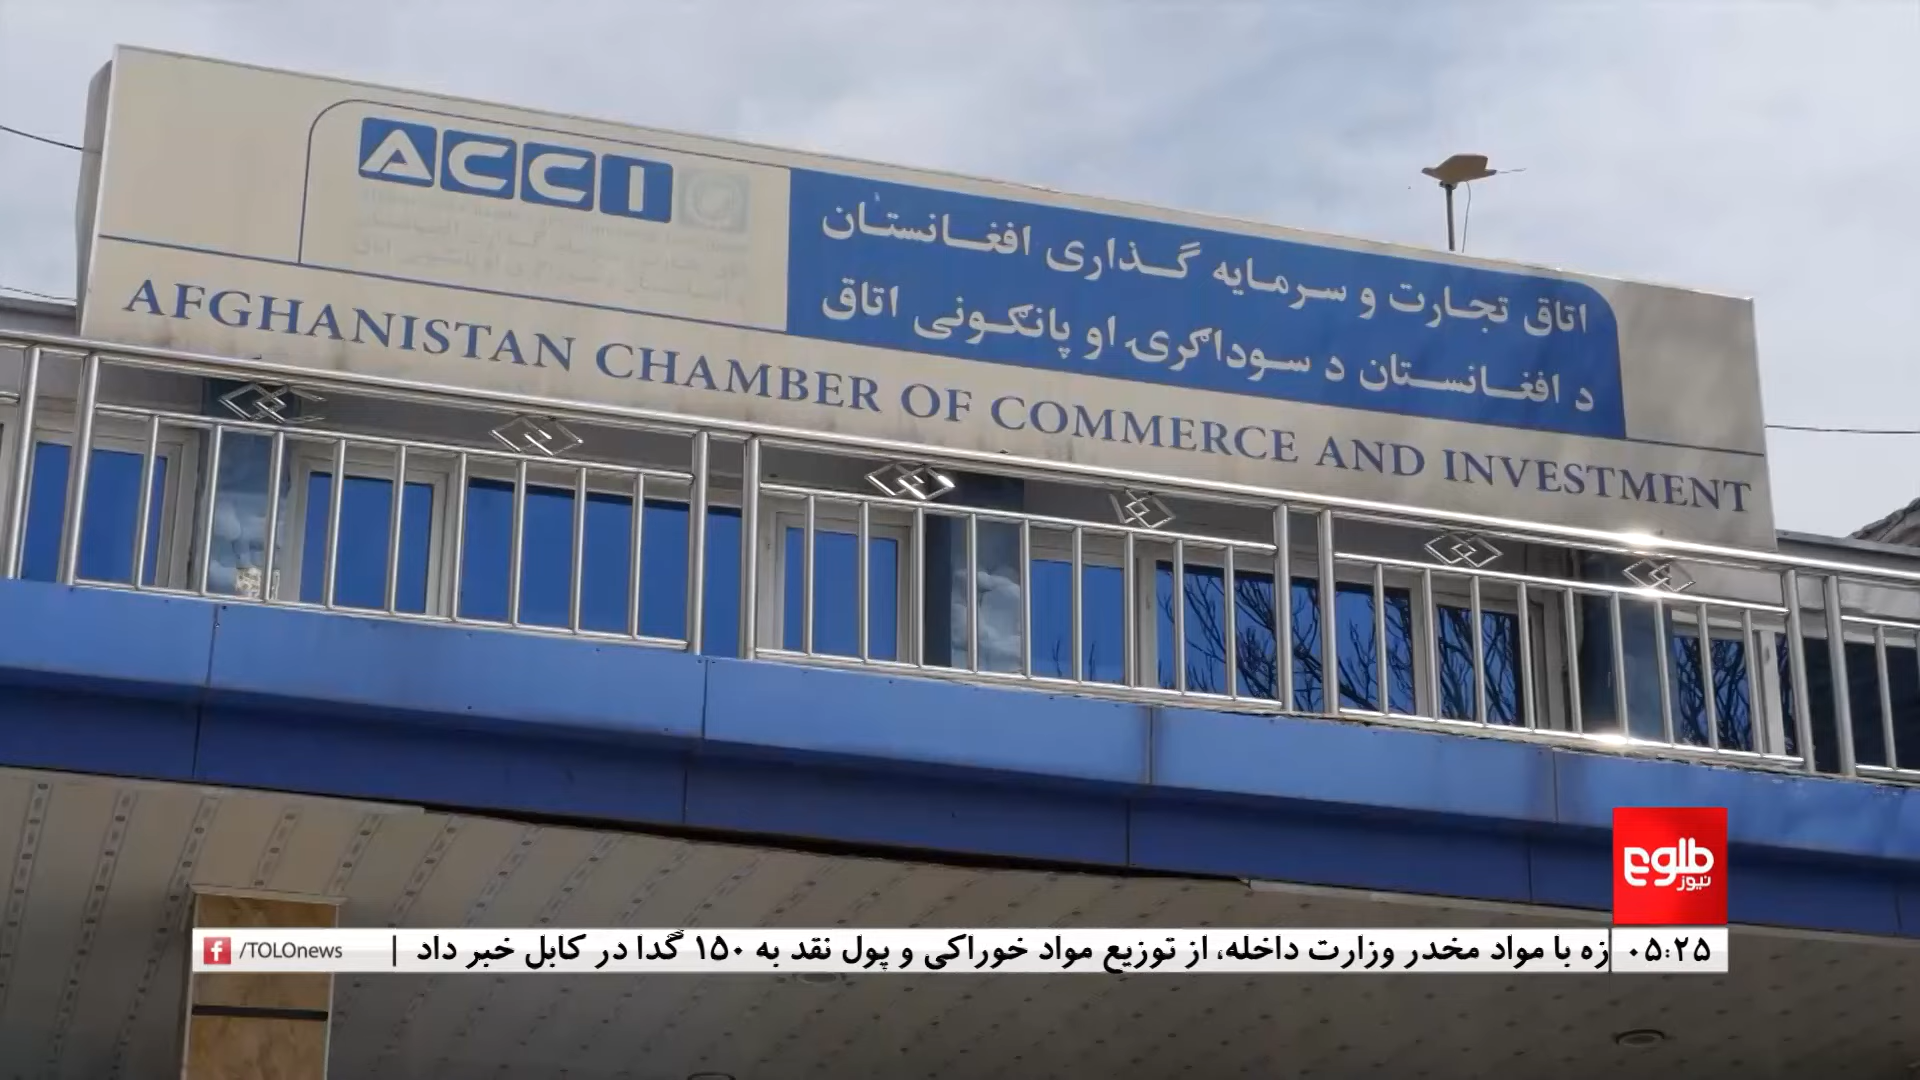 ACCI
اتاق تجارت و سرمایه گذاری افغانستان
د افغانستان د سوداګرۍ او پانګونې اتاق
AFGHANISTAN CHAMBER OF COMMERCE AND INVESTMENT
طلوع
نیوز
۰۵:۲۵
زه با مواد مخدر وزارت داخله، از توزیع مواد خوراکی و پول نقد به ۱۵۰ گدا در کابل خبر داد |
/TOLOnews